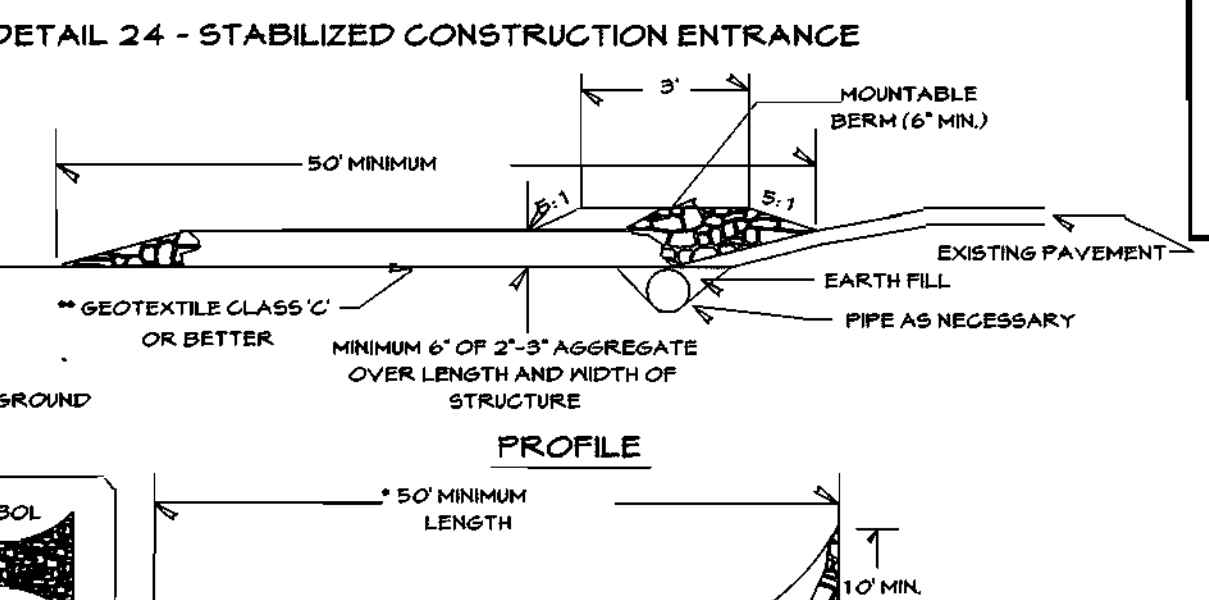 DETAIL 24 - STABILIZED CONSTRUCTION ENTRANCE
3'
MOUNTABLE
BERM (6" MIN.)
50' MINIMUM
5:1
5:1
EXISTING PAVEMENT
** GEOTEXTILE CLASS 'C'
OR BETTER
EARTH FILL
PIPE AS NECESSARY
MINIMUM 6" OF 2"-3" AGGREGATE
OVER LENGTH AND WIDTH OF
STRUCTURE
GROUND
PROFILE
* 50' MINIMUM
LENGTH
BOL
10' MIN.